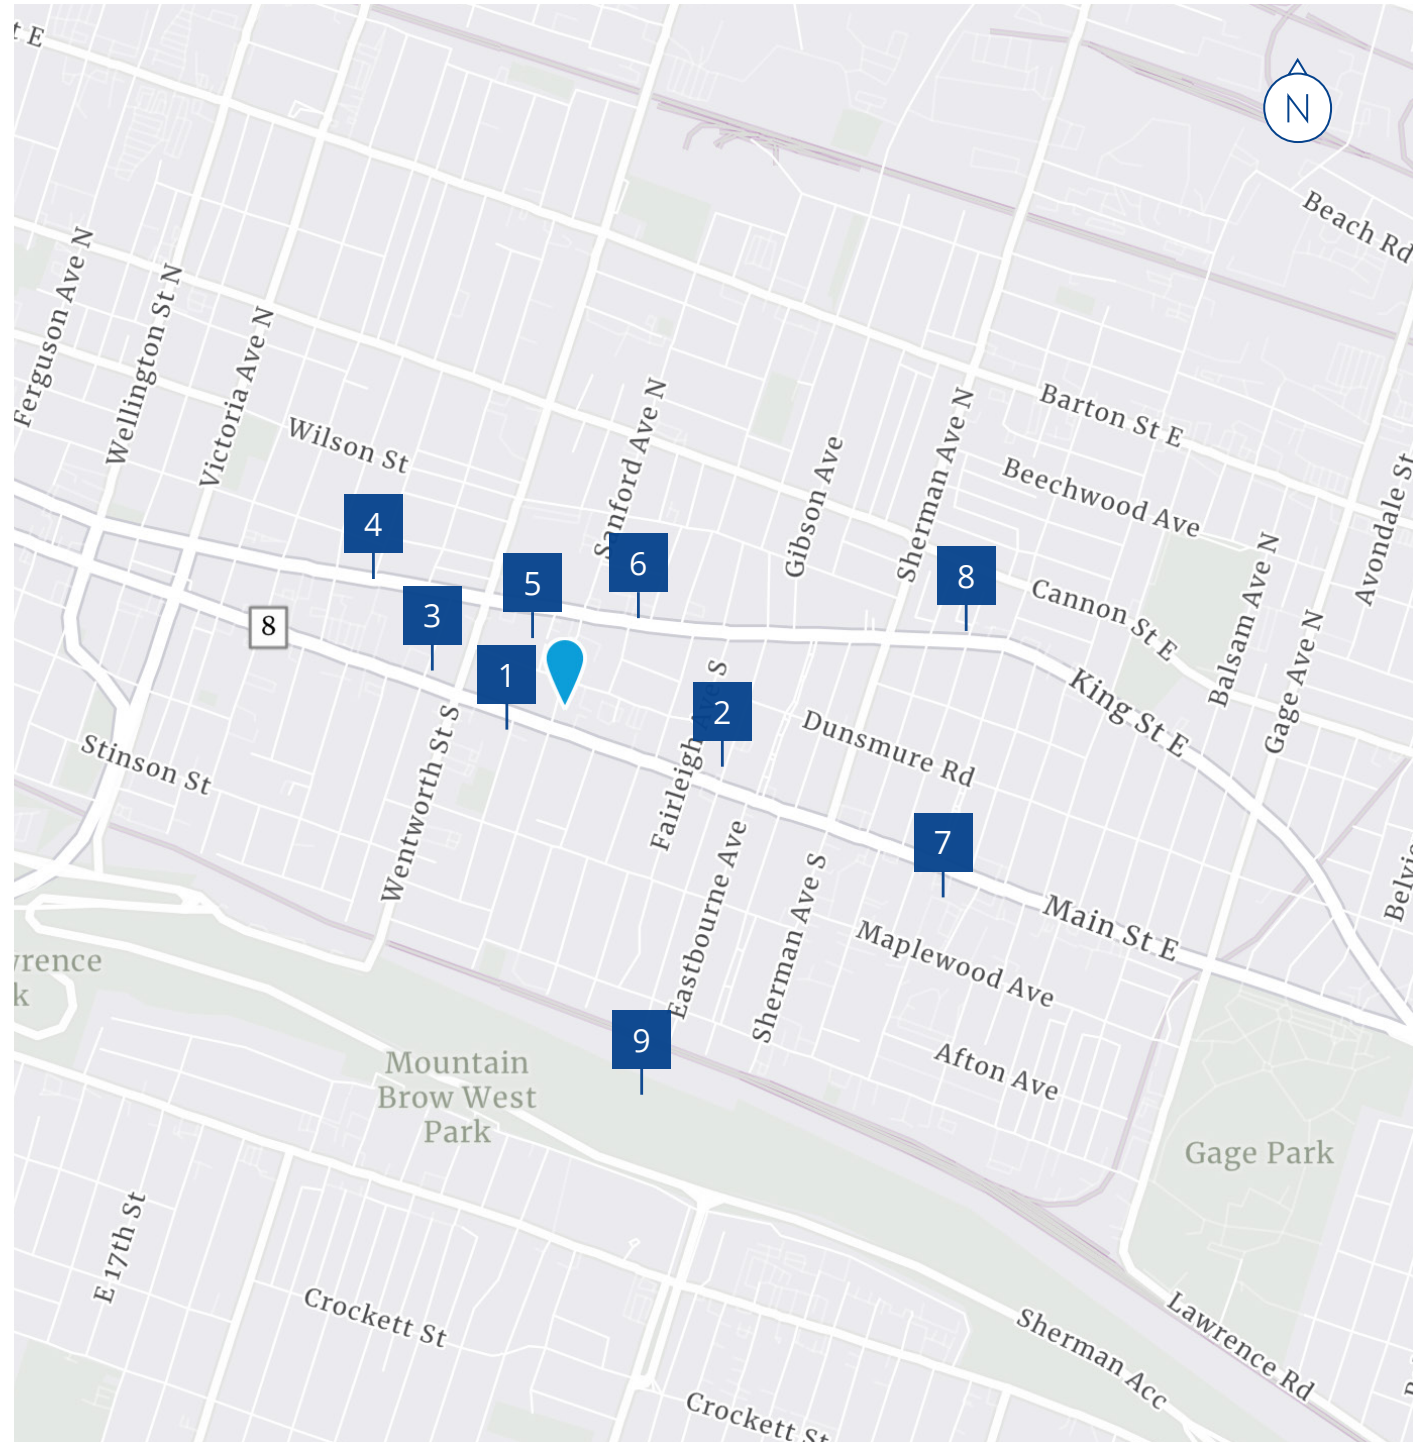 t E
N
Beach Rd
Ferguson Ave N
Wellington St N
Victoria Ave N
Wilson St
Sanford Ave N
Gibson Ave
Sherman Ave N
Barton St E
Beechwood Ave
Avondale St
4
5
6
8
3
8
1
2
Cannon St E
Balsam Ave N
Gage Ave N
King St E
Dunsmure Rd
Stinson St
Wentworth St S
Fairleigh Ave S
7
Eastbourne Ave
Sherman Ave S
Main St E
Maplewood Ave
Belvi
wrence
k
9
Afton Ave
Mountain
Brow West
Park
Gage Park
E 17th St
Crockett St
Lawrence Rd
Sherman Acc
Crockett St